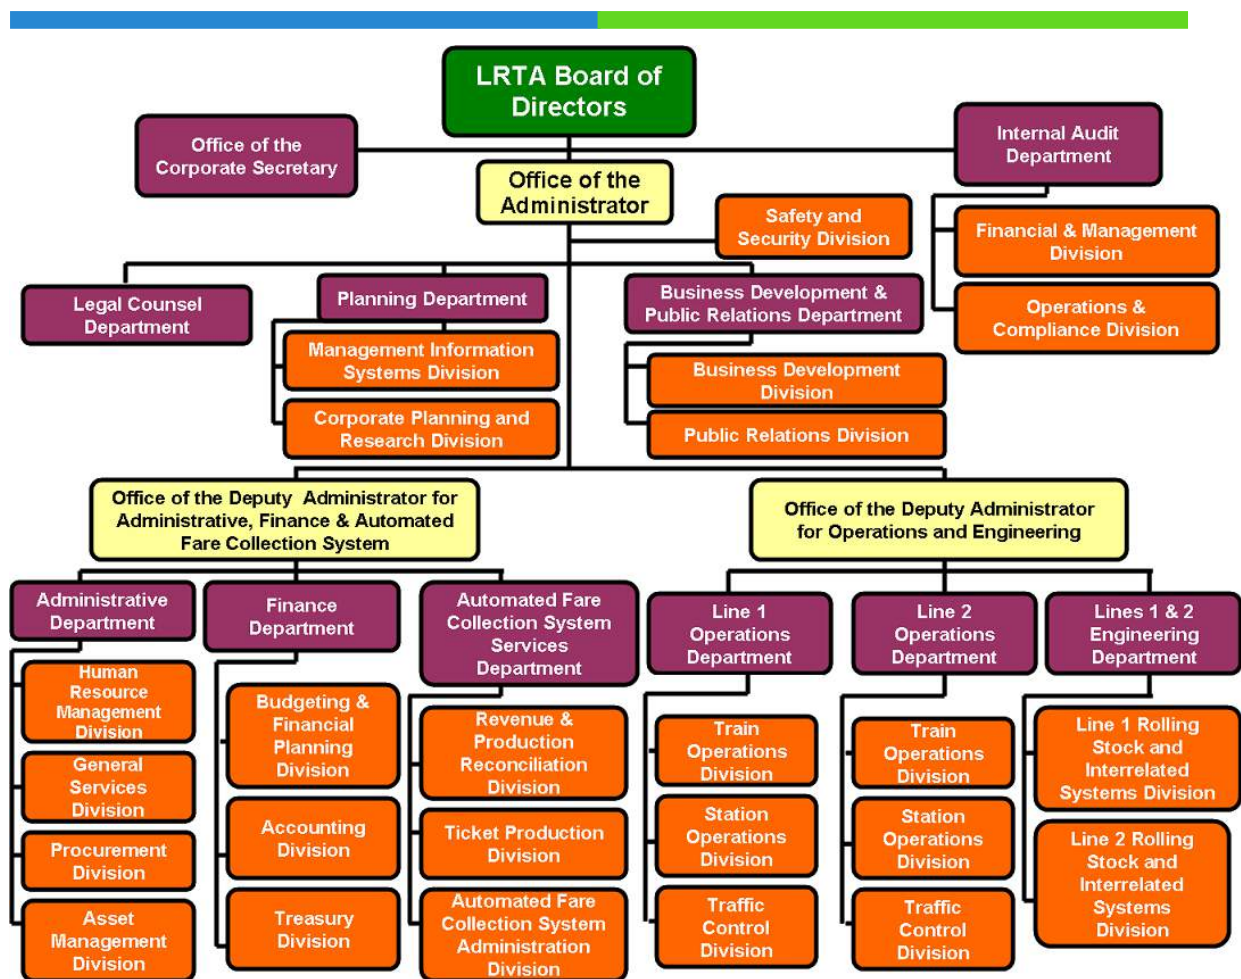 LRTA Board of
Directors
Office of the
Corporate Secretary
Internal Audit
Department
Office of the
Administrator
Safety and
Security Division
Financial & Management
Division
Operations &
Compliance Division
Legal Counsel
Department
Planning Department
Management Information
Systems Division
Corporate Planning and
Research Division
Business Development &
Public Relations Department
Business Development
Division
Public Relations Division
Office of the Deputy Administrator for
Administrative, Finance & Automated
Fare Collection System
Office of the Deputy Administrator
for Operations and Engineering
Administrative
Department
Human
Resource
Management
Division
General
Services
Division
Procurement
Division
Asset
Management
Division
Finance
Department
Budgeting &
Financial
Planning
Division
Accounting
Division
Treasury
Division
Automated Fare
Collection System
Services
Department
Revenue &
Production
Reconciliation
Division
Ticket Production
Division
Automated Fare
Collection System
Administration
Division
Line 1
Operations
Department
Train
Operations
Division
Station
Operations
Division
Traffic
Control
Division
Line 2
Operations
Department
Train
Operations
Division
Station
Operations
Division
Traffic
Control
Division
Lines 1 & 2
Engineering
Department
Line 1 Rolling
Stock and
Interrelated
Systems Division
Line 2 Rolling
Stock and
Interrelated
Systems
Division